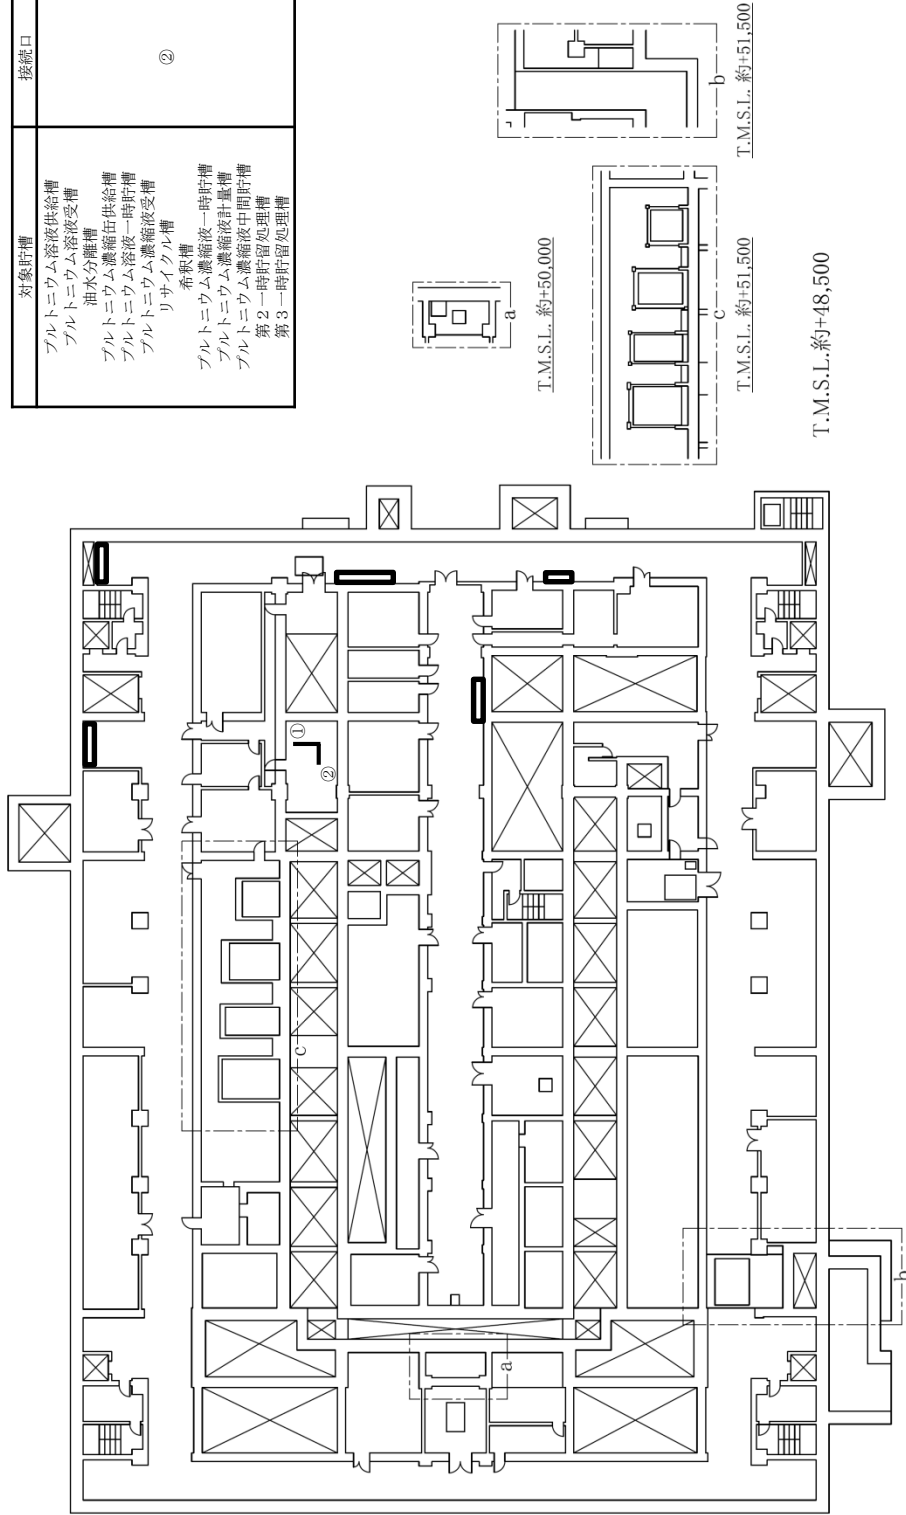 対象貯槽
接続口
プルトニウム溶液供給槽
プルトニウム溶液受槽
油水分離槽
プルトニウム濃縮缶供給槽
プルトニウム溶液一時貯槽
プルトニウム濃縮液受槽
リサイクル槽
希釈槽
プルトニウム濃縮液一時貯槽
プルトニウム濃縮液計量槽
プルトニウム濃縮液中間貯槽
第２一時貯留処理槽
第３一時貯留処理槽
②
a
T.M.S.L. 約+50,000
b
T.M.S.L. 約+51,500
c
T.M.S.L. 約+51,500
T.M.S.L.約+48,500
①
②
c
a
b